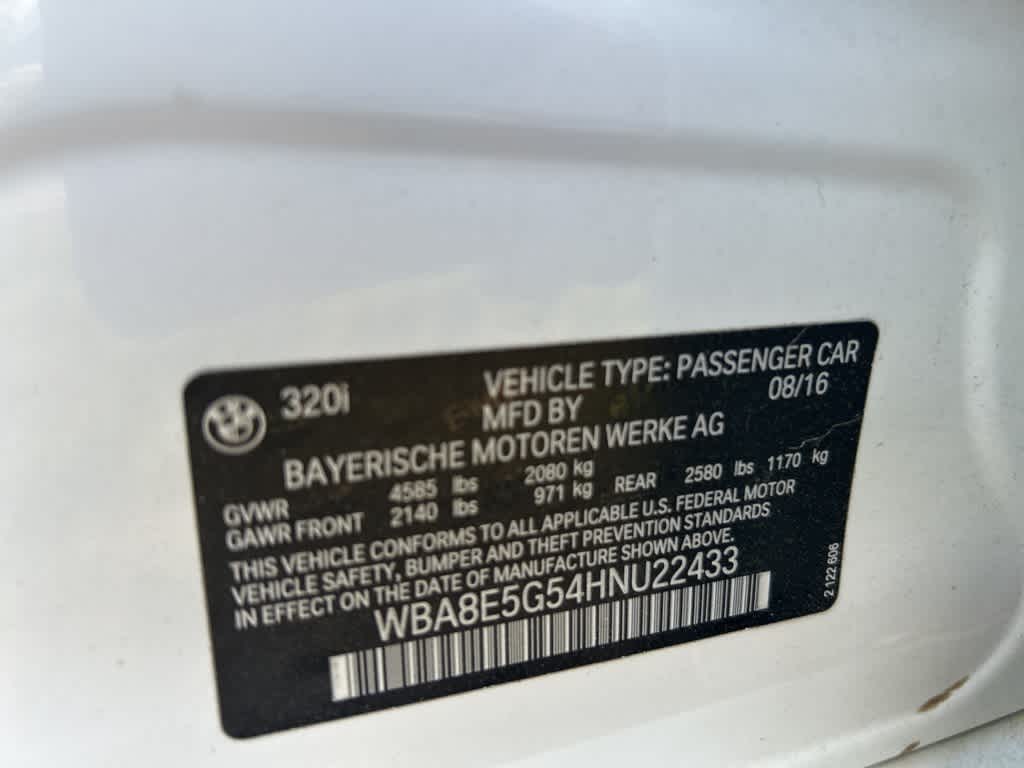 320i VEHICLE TYPE: PASSENGER CAR
MFD BY 08/16
BAYERISCHE MOTOREN WERKE AG
GVWR 4585 lbs 2080 kg
GAWR FRONT 2140 lbs 971 kg REAR 2580 lbs 1170 kg
THIS VEHICLE CONFORMS TO ALL APPLICABLE U.S. FEDERAL MOTOR
VEHICLE SAFETY, BUMPER AND THEFT PREVENTION STANDARDS
IN EFFECT ON THE DATE OF MANUFACTURE SHOWN ABOVE.
WBA8E5G54HNU22433
2 122 606